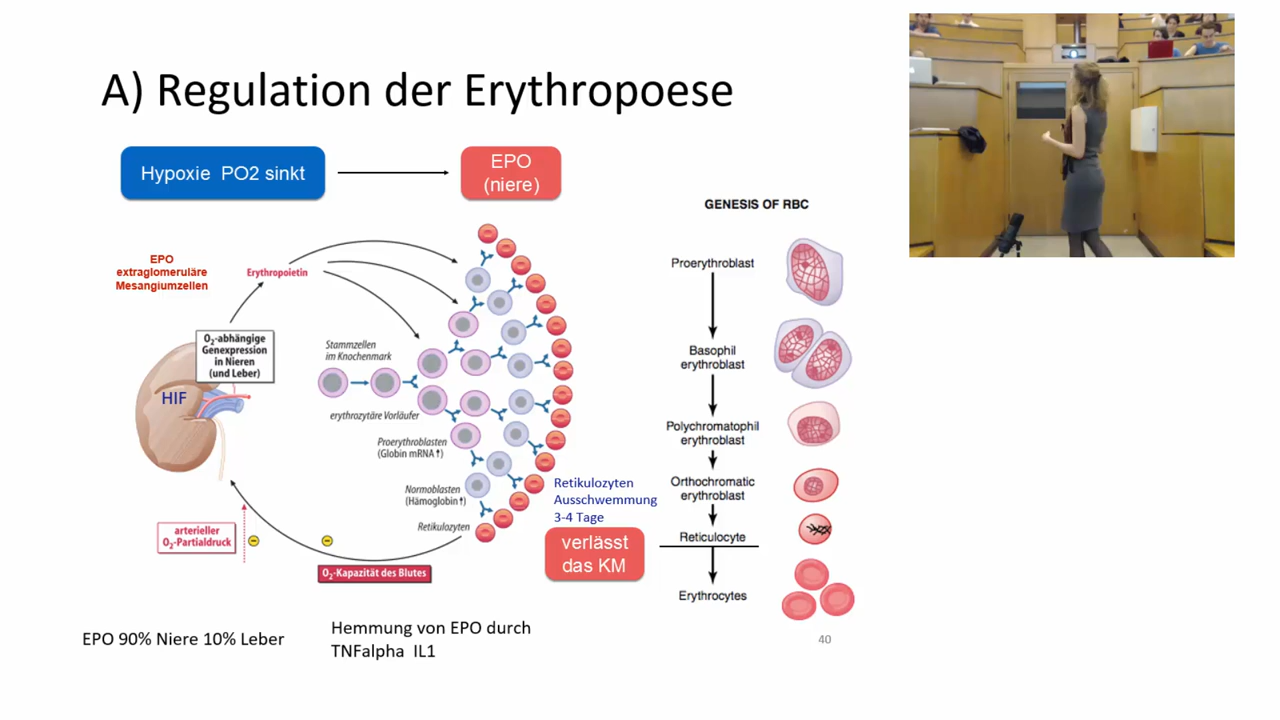 A) Regulation der Erythropoese
Hypoxie PO2 sinkt
EPO
(niere)
GENESIS OF RBC
EPO
extraglomeruläre
Mesangiumzellen
Erythropoietin
O₂-abhängige
Genexpression
in Nieren
(und Leber)
HIF
Stammzellen
im Knochenmark
erythrozytäre Vorläufer
Proerythroblasten
(Globin mRNA↑)
Normoblasten
(Hämoglobin↑)
Retikulozyten
Retikulozyten
Ausschwemmung
3-4 Tage
verlässt
das KM
arterieller
O₂-Partialdruck
O₂-Kapazität des Blutes
Proerythroblast
Basophil
erythroblast
Polychromatophil
erythroblast
Orthochromatic
erythroblast
Reticulocyte
Erythrocytes
EPO 90% Niere 10% Leber
Hemmung von EPO durch
TNFalpha IL1
40